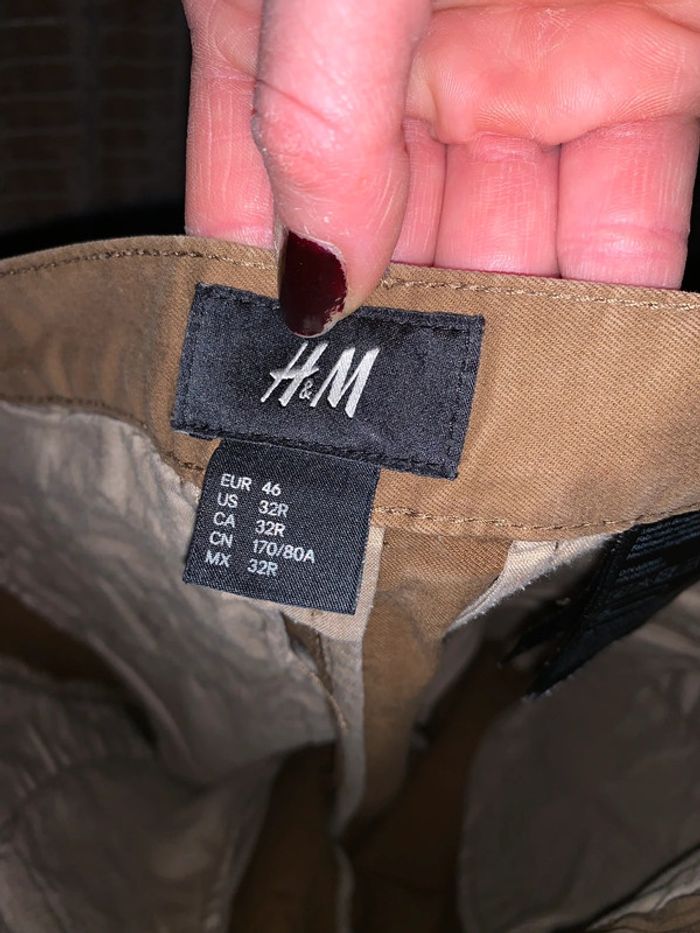 H&M
EUR 46
US 32R
CA 32R
CN 170/80A
MX 32R